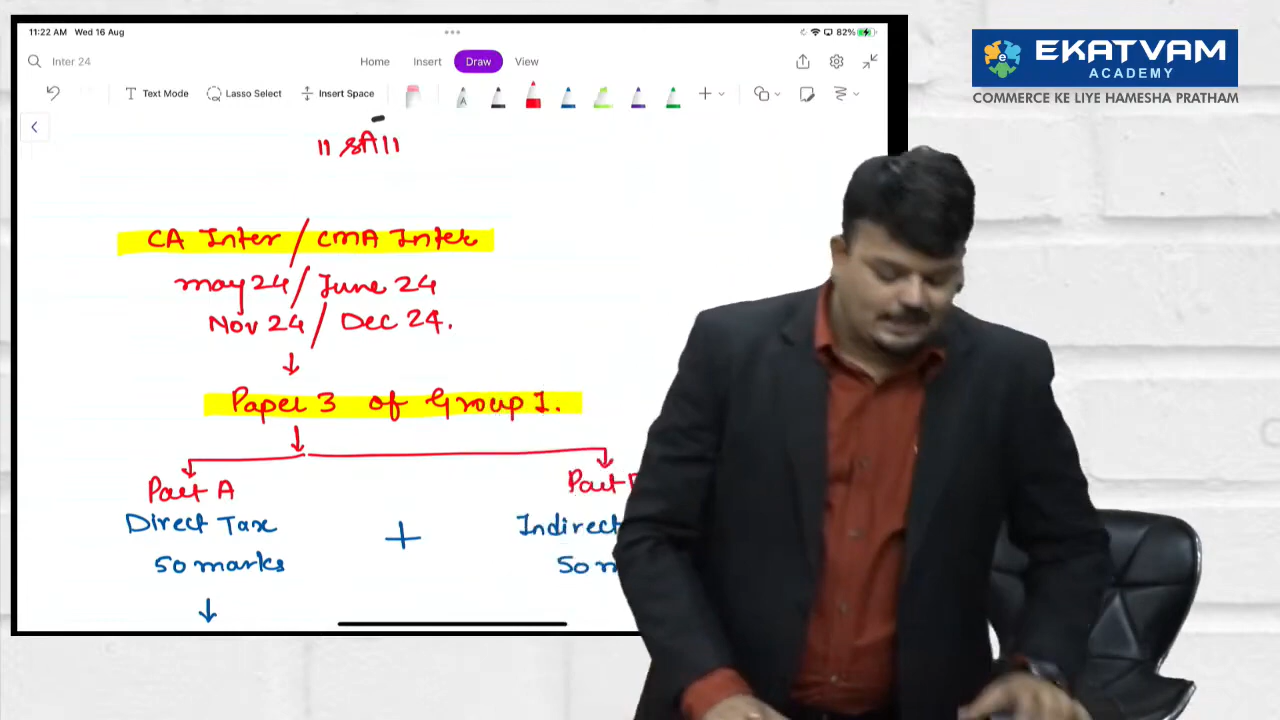 11:22 AM Wed 16 Aug
82%
Inter 24
Home Insert Draw View
Text Mode Lasso Select Insert Space
EKATVAM
ACADEMY
COMMERCE KE LIYE HAMESHA PRATHAM
CA Inter / CMA Inter
may 24 / June 24
Nov 24 / Dec 24.
Paper 3 of Group I.
Part A Part
Direct Tax + Indirect
50 marks 50 m